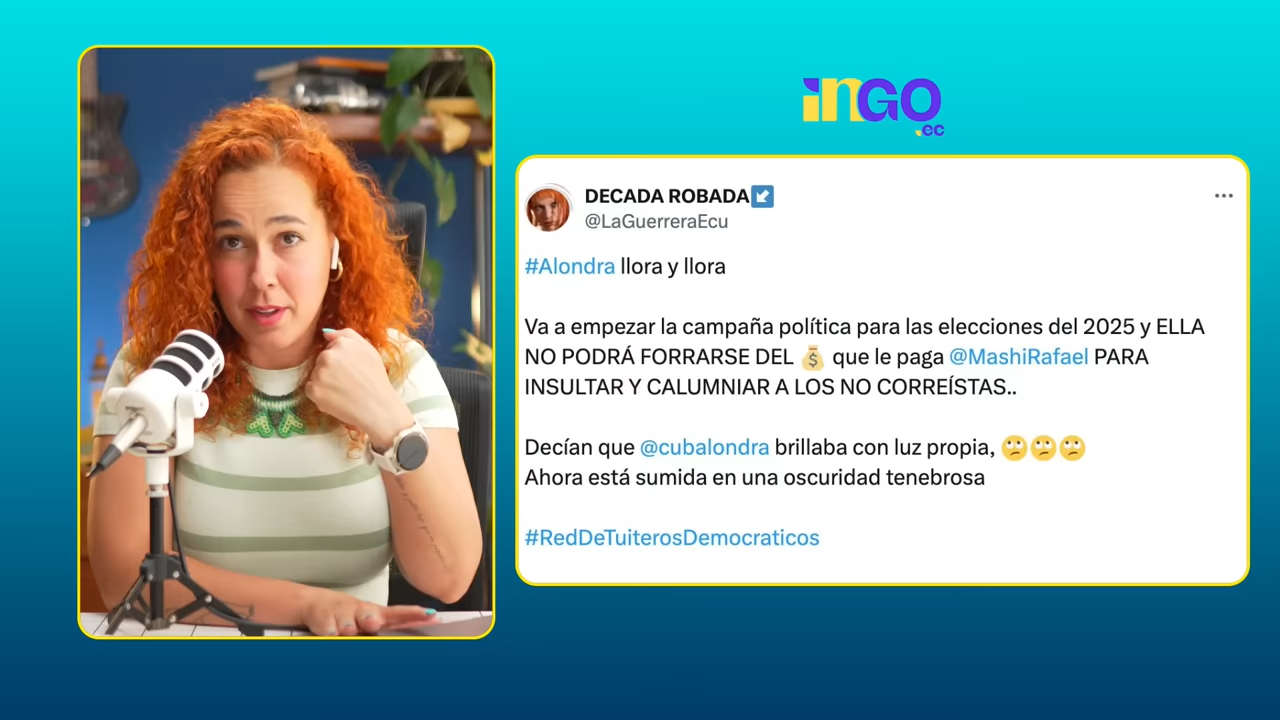 inGO
.ec
DECADA ROBADA
@LaGuerreraEcu
#Alondra llora y llora
Va a empezar la campaña política para las elecciones del 2025 y ELLA
NO PODRÁ FORRARSE DEL 💰 que le paga @MashiRafael PARA
INSULTAR Y CALUMNIAR A LOS NO CORREÍSTAS..
Decían que @cubalondra brillaba con luz propia, 🙄🙄🙄
Ahora está sumida en una oscuridad tenebrosa
#RedDeTuiterosDemocraticos